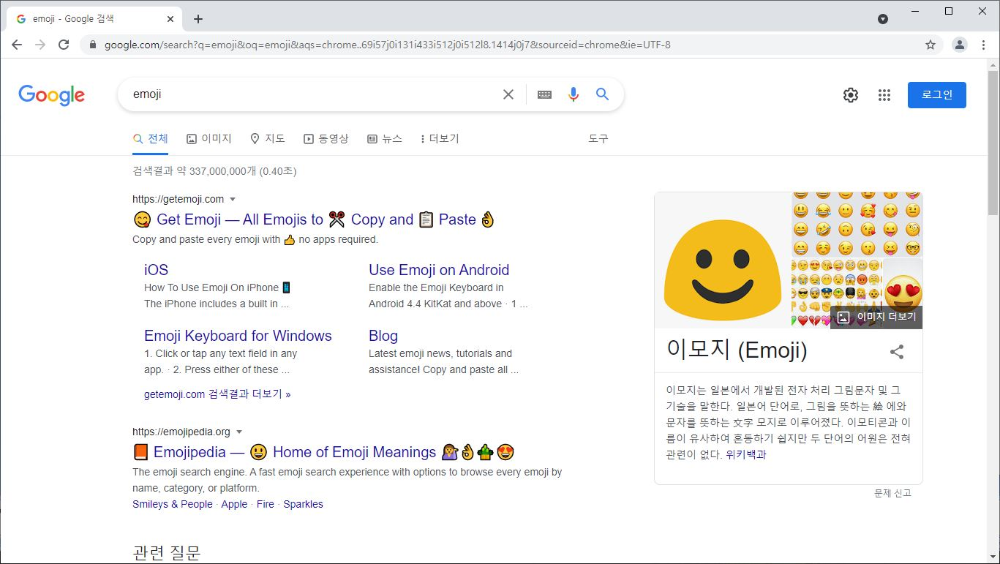 emoji - Google 검색
google.com/search?q=emoji&oq=emoji&aqs=chrome..69i57j0i131i433i512j0i512l8.1414j0j7&sourceid=chrome&ie=UTF-8
Google
emoji
로그인
전체 이미지 지도 동영상 뉴스 더보기 도구
검색결과 약 337,000,000개 (0.40초)
https://getemoji.com
😋 Get Emoji — All Emojis to ✂️ Copy and 📋 Paste 👌
Copy and paste every emoji with 👍 no apps required.
iOS
How To Use Emoji On iPhone 📱
The iPhone includes a built in ...
Use Emoji on Android
Enable the Emoji Keyboard in
Android 4.4 KitKat and above · 1 ...
Emoji Keyboard for Windows
1. Click or tap any text field in any
app. · 2. Press either of these ...
Blog
Latest emoji news, tutorials and
assistance! Copy and paste all ...
getemoji.com 검색결과 더보기 »
https://emojipedia.org
📙 Emojipedia — 😃 Home of Emoji Meanings 💁👌🎍😍
The emoji search engine. A fast emoji search experience with options to browse every emoji by
name, category, or platform.
Smileys & People · Apple · Fire · Sparkles
관련 질문
이미지 더보기
이모지 (Emoji)
이모지는 일본에서 개발된 전자 처리 그림문자 및 그
기술을 말한다. 일본어 단어로, 그림을 뜻하는 絵 에와
문자를 뜻하는 文字 모지로 이루어졌다. 이모티콘과 이
름이 유사하여 혼동하기 쉽지만 두 단어의 어원은 전혀
관련이 없다. 위키백과
문제 신고